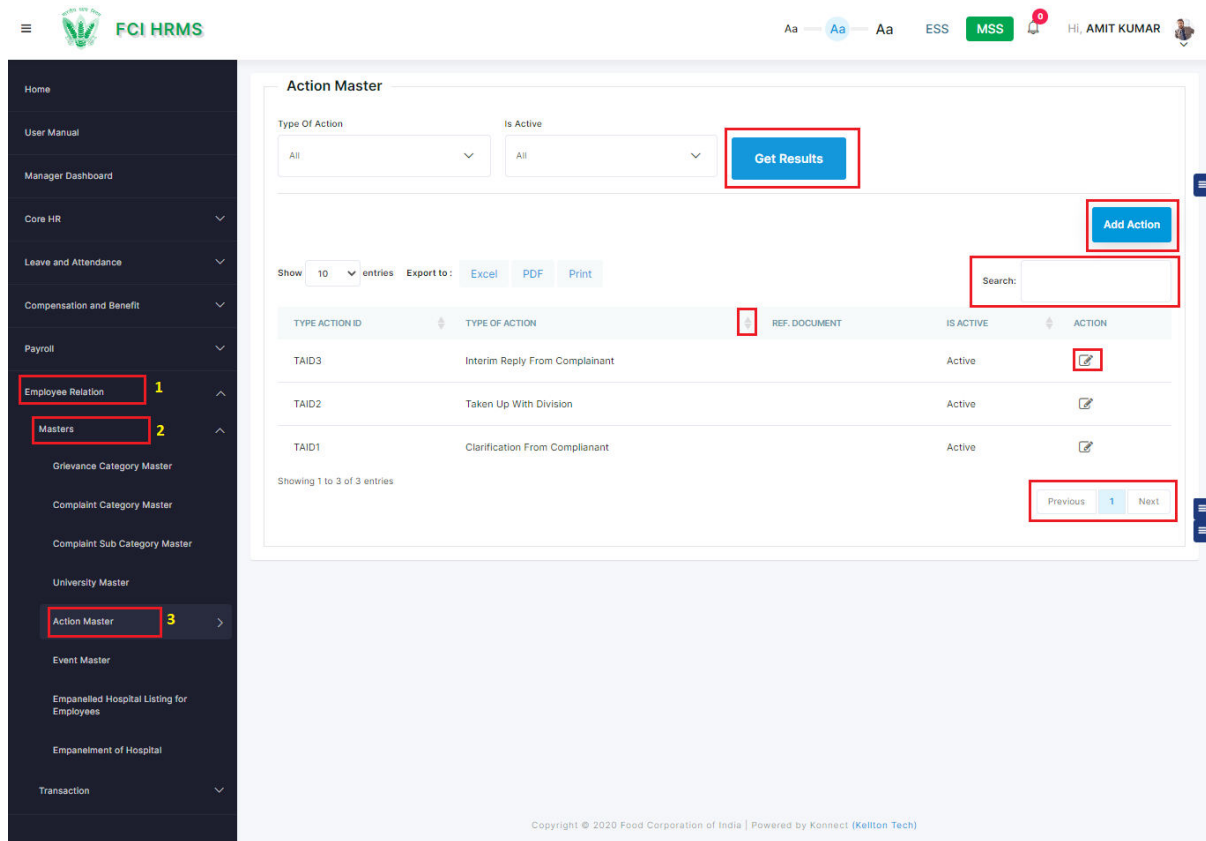 FCI HRMS
Aa Aa Aa ESS MSS 0 Hi, AMIT KUMAR
Home
User Manual
Manager Dashboard
Core HR
Leave and Attendance
Compensation and Benefit
Payroll
Employee Relation 1
Masters 2
Grievance Category Master
Complaint Category Master
Complaint Sub Category Master
University Master
Action Master 3
Event Master
Empanelled Hospital Listing for
Employees
Empanelment of Hospital
Transaction
Action Master
Type Of Action Is Active
All All Get Results
Add Action
Show 10 entries Export to : Excel PDF Print Search:
TYPE ACTION ID TYPE OF ACTION REF. DOCUMENT IS ACTIVE ACTION
TAID3 Interim Reply From Complainant Active
TAID2 Taken Up With Division Active
TAID1 Clarification From Complianant Active
Showing 1 to 3 of 3 entries
Previous 1 Next
Copyright © 2020 Food Corporation of India | Powered by Konnect (Kellton Tech)